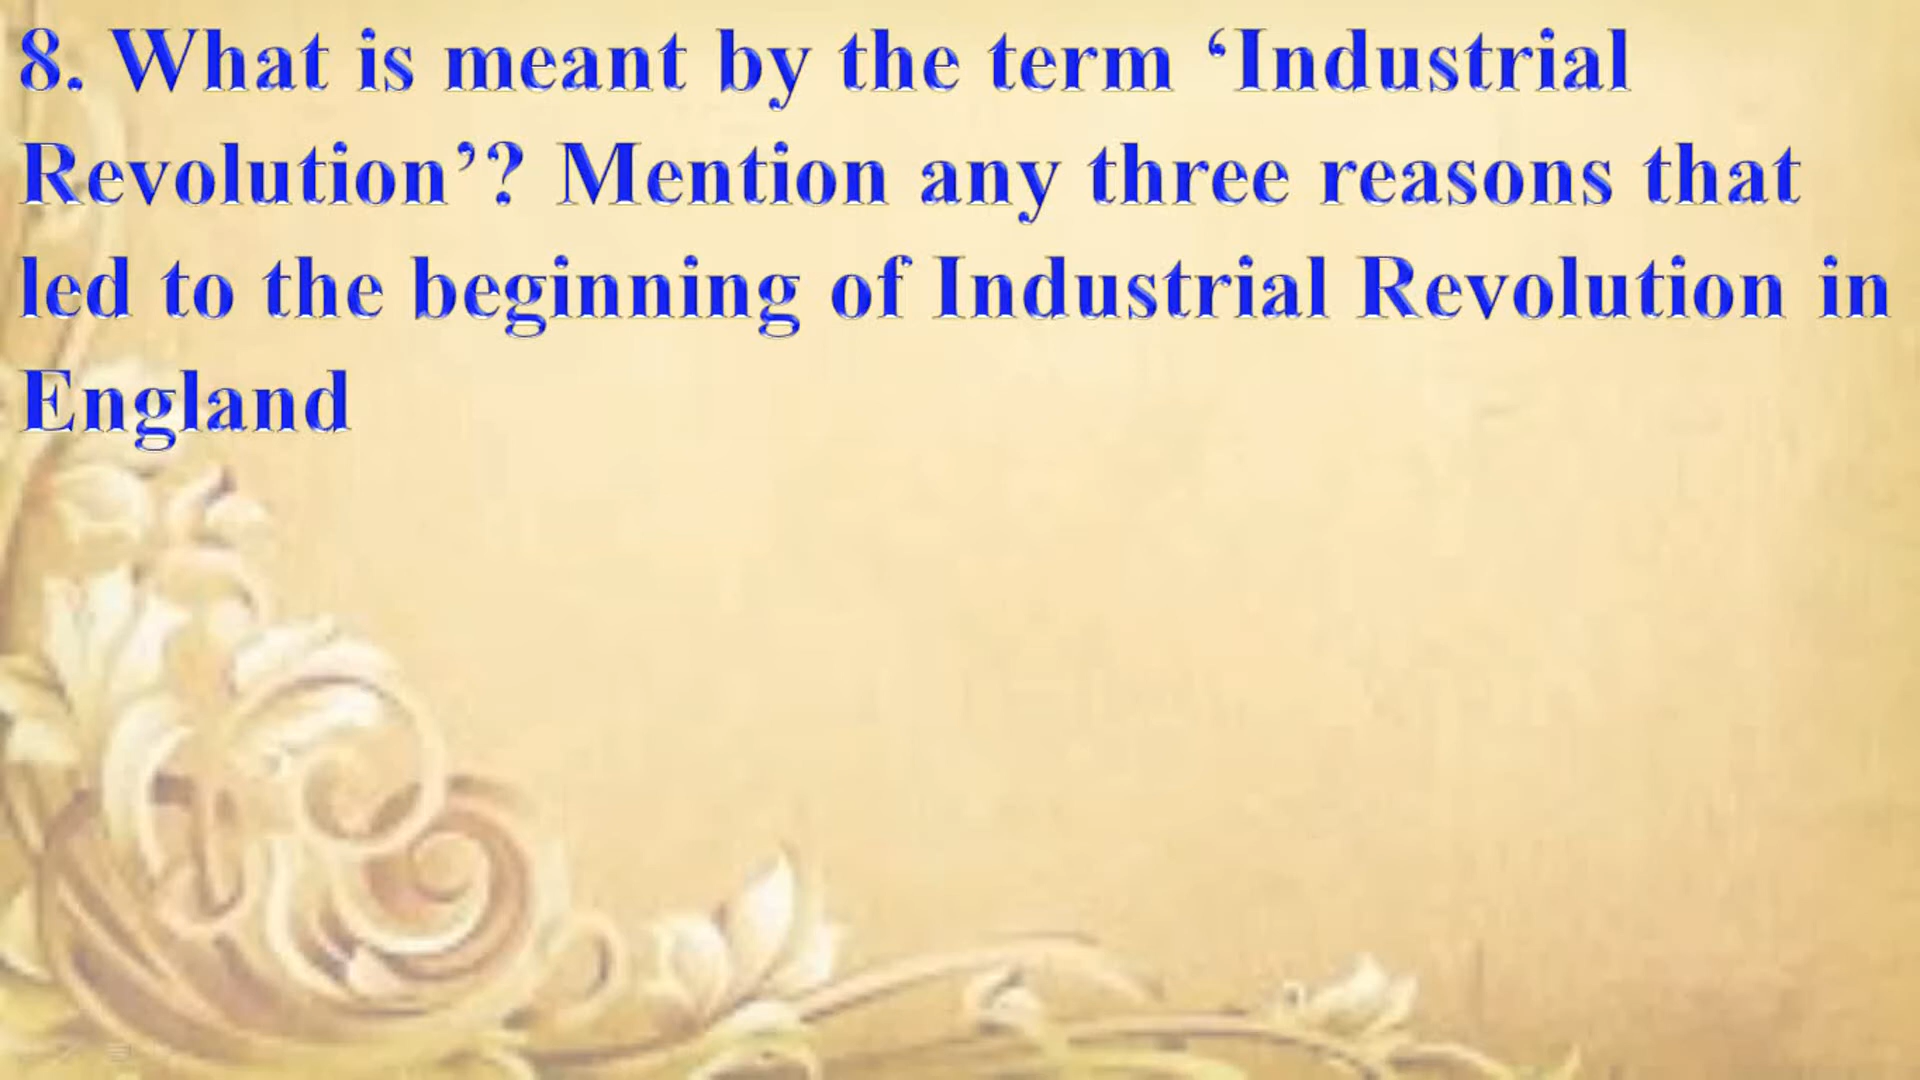 8. What is meant by the term ‘Industrial
Revolution’? Mention any three reasons that
led to the beginning of Industrial Revolution in
England